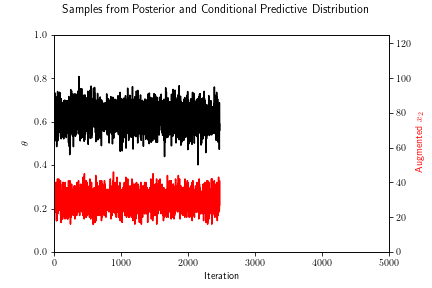 Samples from Posterior and Conditional Predictive Distribution
1.0
0.8
0.6
0.4
0.2
0.0
θ
120
100
80
60
40
20
0
Augmented x₂
0 1000 2000 3000 4000 5000
Iteration